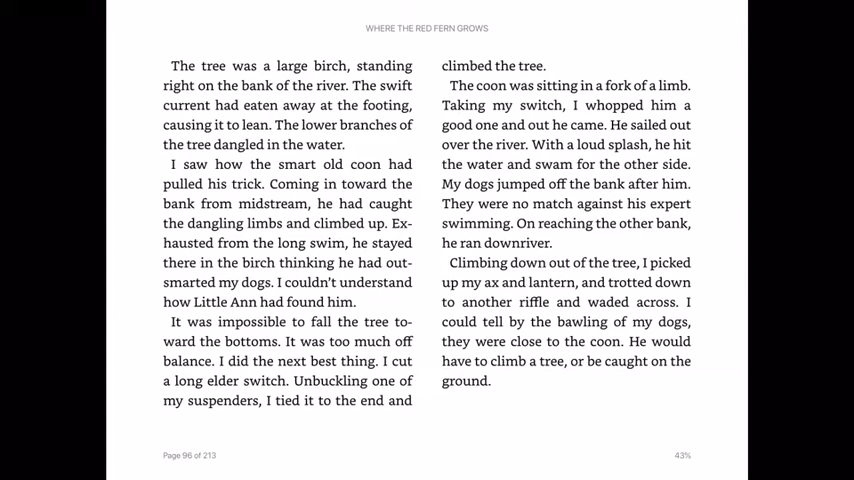 WHERE THE RED FERN GROWS
The tree was a large birch, standing
right on the bank of the river. The swift
current had eaten away at the footing,
causing it to lean. The lower branches of
the tree dangled in the water.
I saw how the smart old coon had
pulled his trick. Coming in toward the
bank from midstream, he had caught
the dangling limbs and climbed up. Ex-
hausted from the long swim, he stayed
there in the birch thinking he had out-
smarted my dogs. I couldn’t understand
how Little Ann had found him.
It was impossible to fall the tree to-
ward the bottoms. It was too much off
balance. I did the next best thing. I cut
a long elder switch. Unbuckling one of
my suspenders, I tied it to the end and
climbed the tree.
The coon was sitting in a fork of a limb.
Taking my switch, I whopped him a
good one and out he came. He sailed out
over the river. With a loud splash, he hit
the water and swam for the other side.
My dogs jumped off the bank after him.
They were no match against his expert
swimming. On reaching the other bank,
he ran downriver.
Climbing down out of the tree, I picked
up my ax and lantern, and trotted down
to another riffle and waded across. I
could tell by the bawling of my dogs,
they were close to the coon. He would
have to climb a tree, or be caught on the
ground.
Page 96 of 213
43%